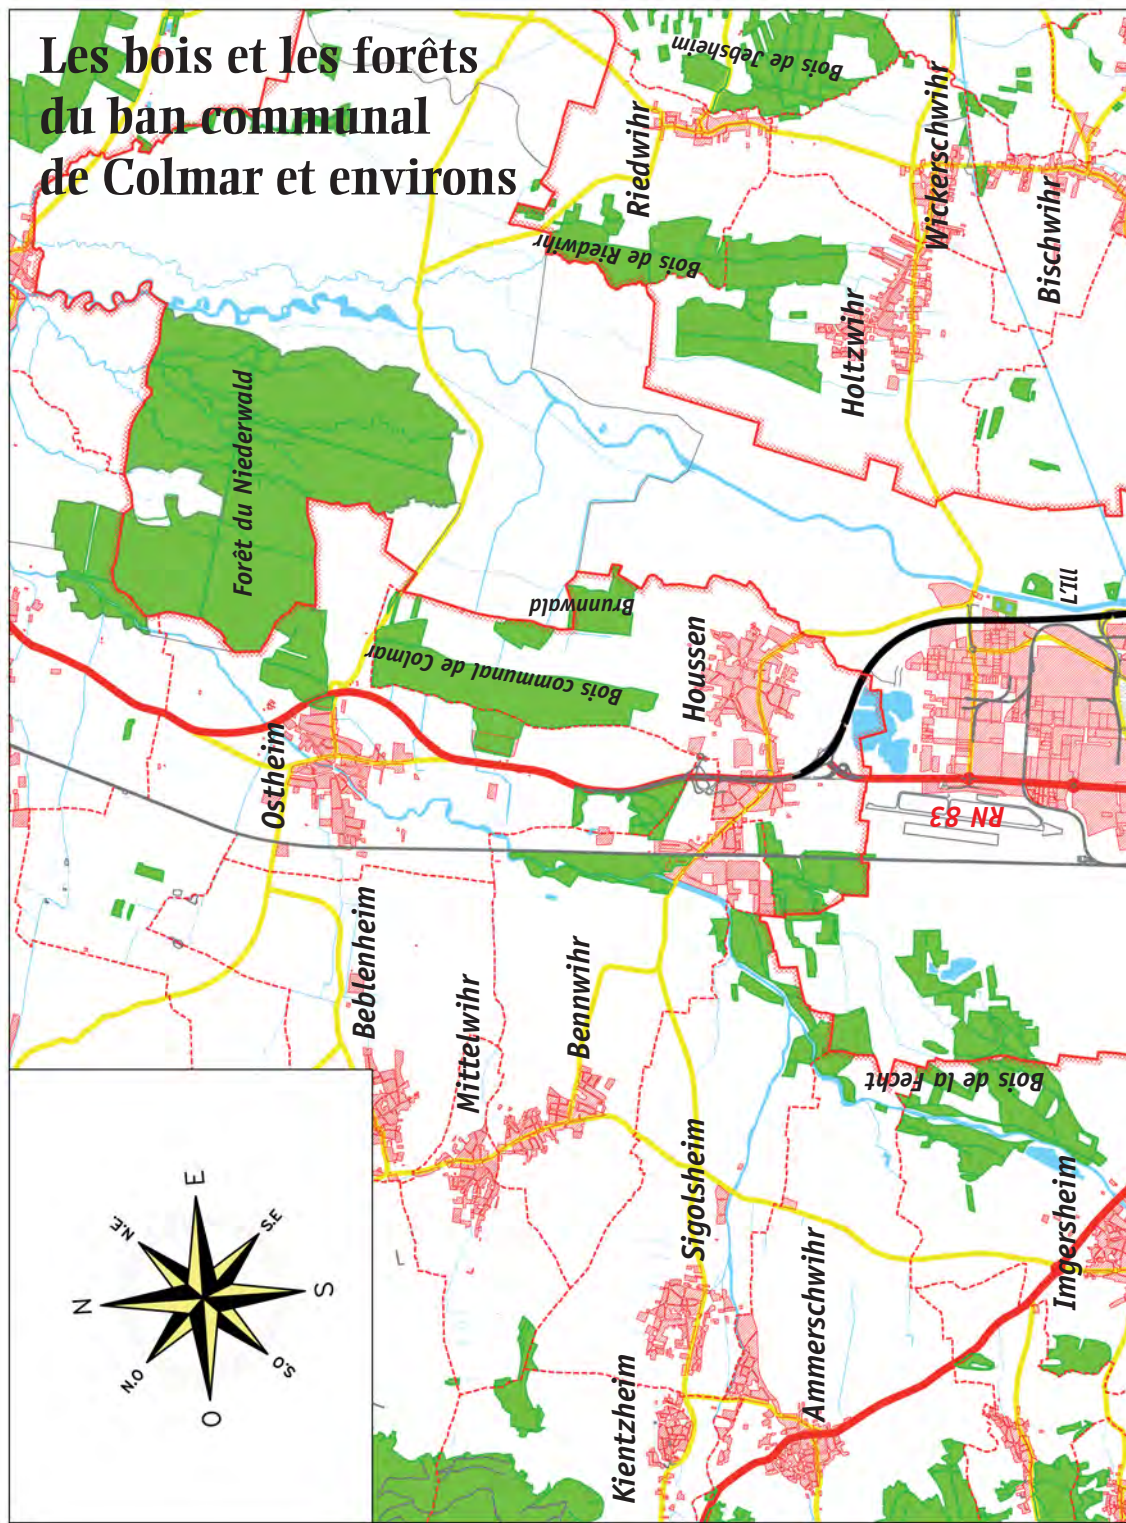 Les bois et les forêts
du ban communal
de Colmar et environs
Bois de Jebsheim
Riedwihr
Wickerschwihr
Bischwihr
Bois de Riedwihr
Holtzwihr
Forêt du Niederwald
Brunnwald
L'Ill
Bois communal de Colmar
Houssen
Ostheim
RN 83
Beblenheim
Mittelwihr
Bennwihr
Bois de la Fecht
Sigolsheim
Imgersheim
Ammerschwihr
Kientzheim
E
N.E.
S.E
N
S
N.O
S.O
O